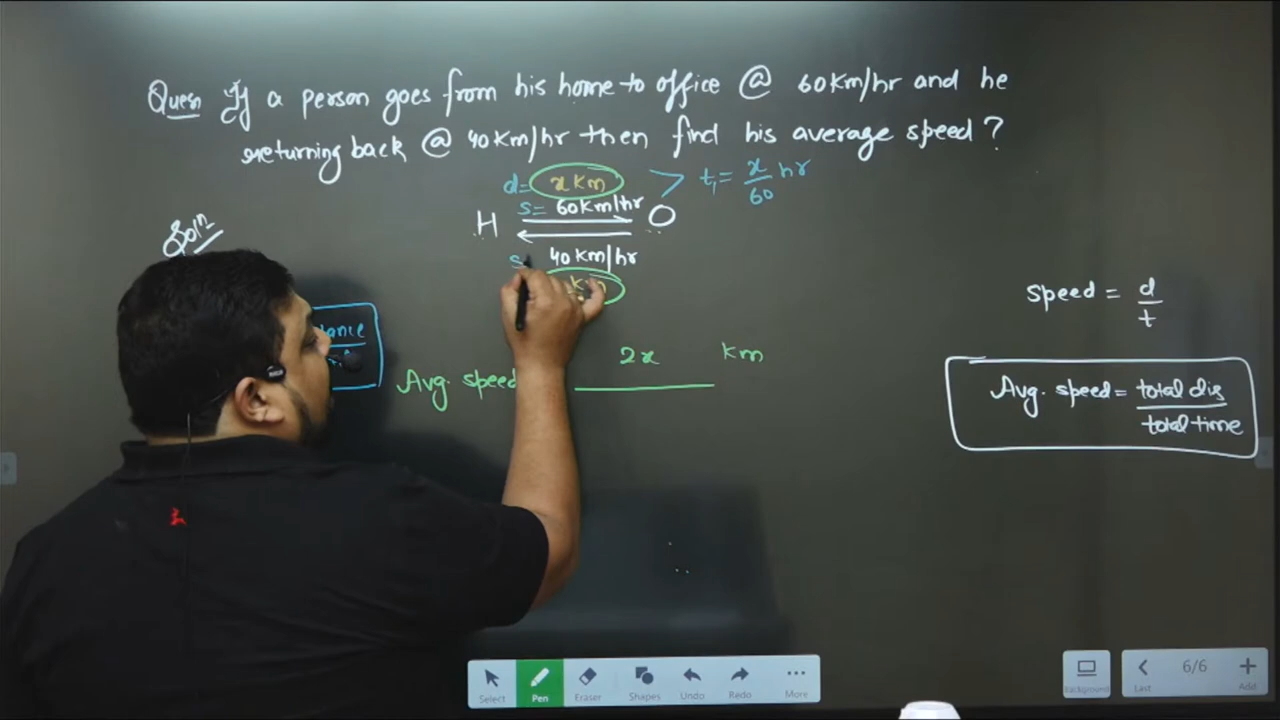 Quesn If a person goes from his home to office @ 60Km/hr and he
returning back @ 40Km/hr then find his average speed?
d= x Km
t₁= x/60 hr
s= 60Km/hr
H O
Soln
s 40Km/hr
Km
Speed = d/t
2x Km
Avg. speed
Avg. speed = total dis/total time
Select Pen Eraser Shapes Undo Redo More
Background Last 6/6 Add